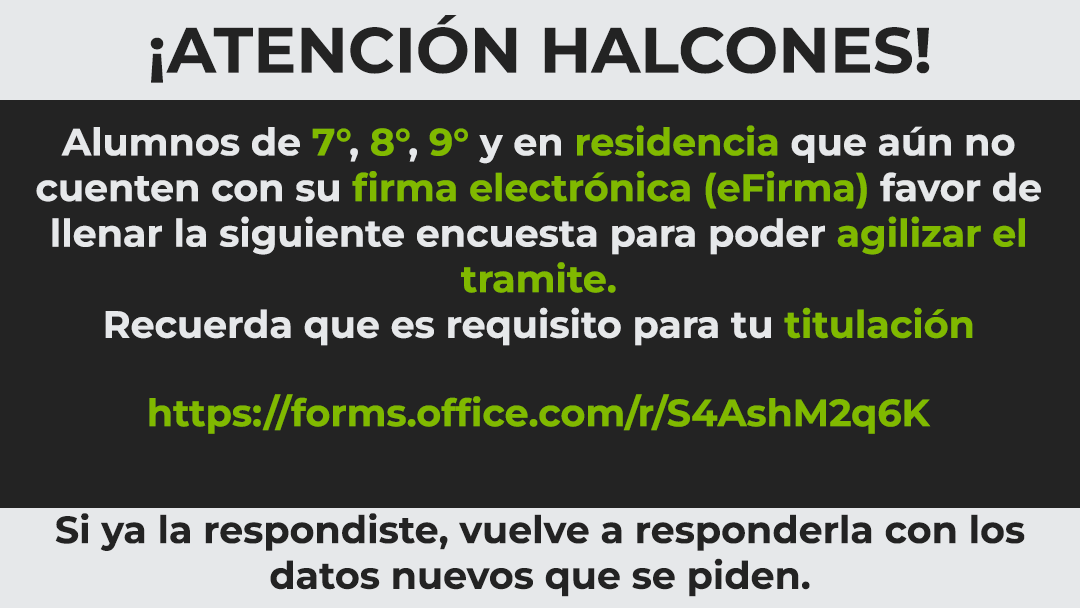 ¡ATENCIÓN HALCONES!
Alumnos de 7°, 8°, 9° y en residencia que aún no
cuenten con su firma electrónica (eFirma) favor de
llenar la siguiente encuesta para poder agilizar el
tramite.
Recuerda que es requisito para tu titulación
https://forms.office.com/r/S4AshM2q6K
Si ya la respondiste, vuelve a responderla con los
datos nuevos que se piden.